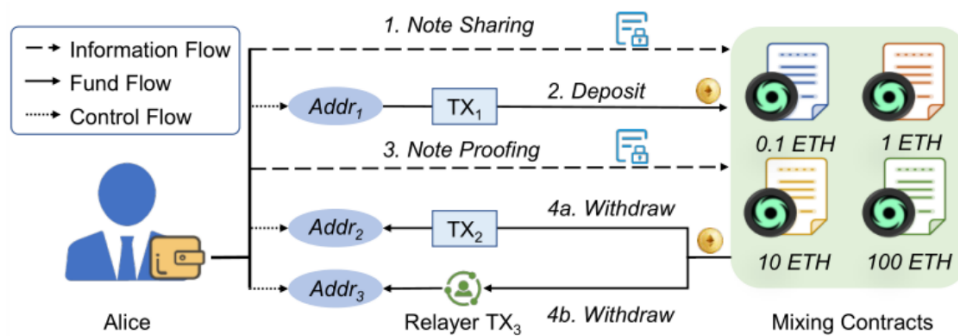 Information Flow
Fund Flow
Control Flow
1. Note Sharing
Addr1
TX1
2. Deposit
3. Note Proofing
Addr2
TX2
4a. Withdraw
Addr3
Relayer TX3
4b. Withdraw
Alice
0.1 ETH
1 ETH
10 ETH
100 ETH
Mixing Contracts